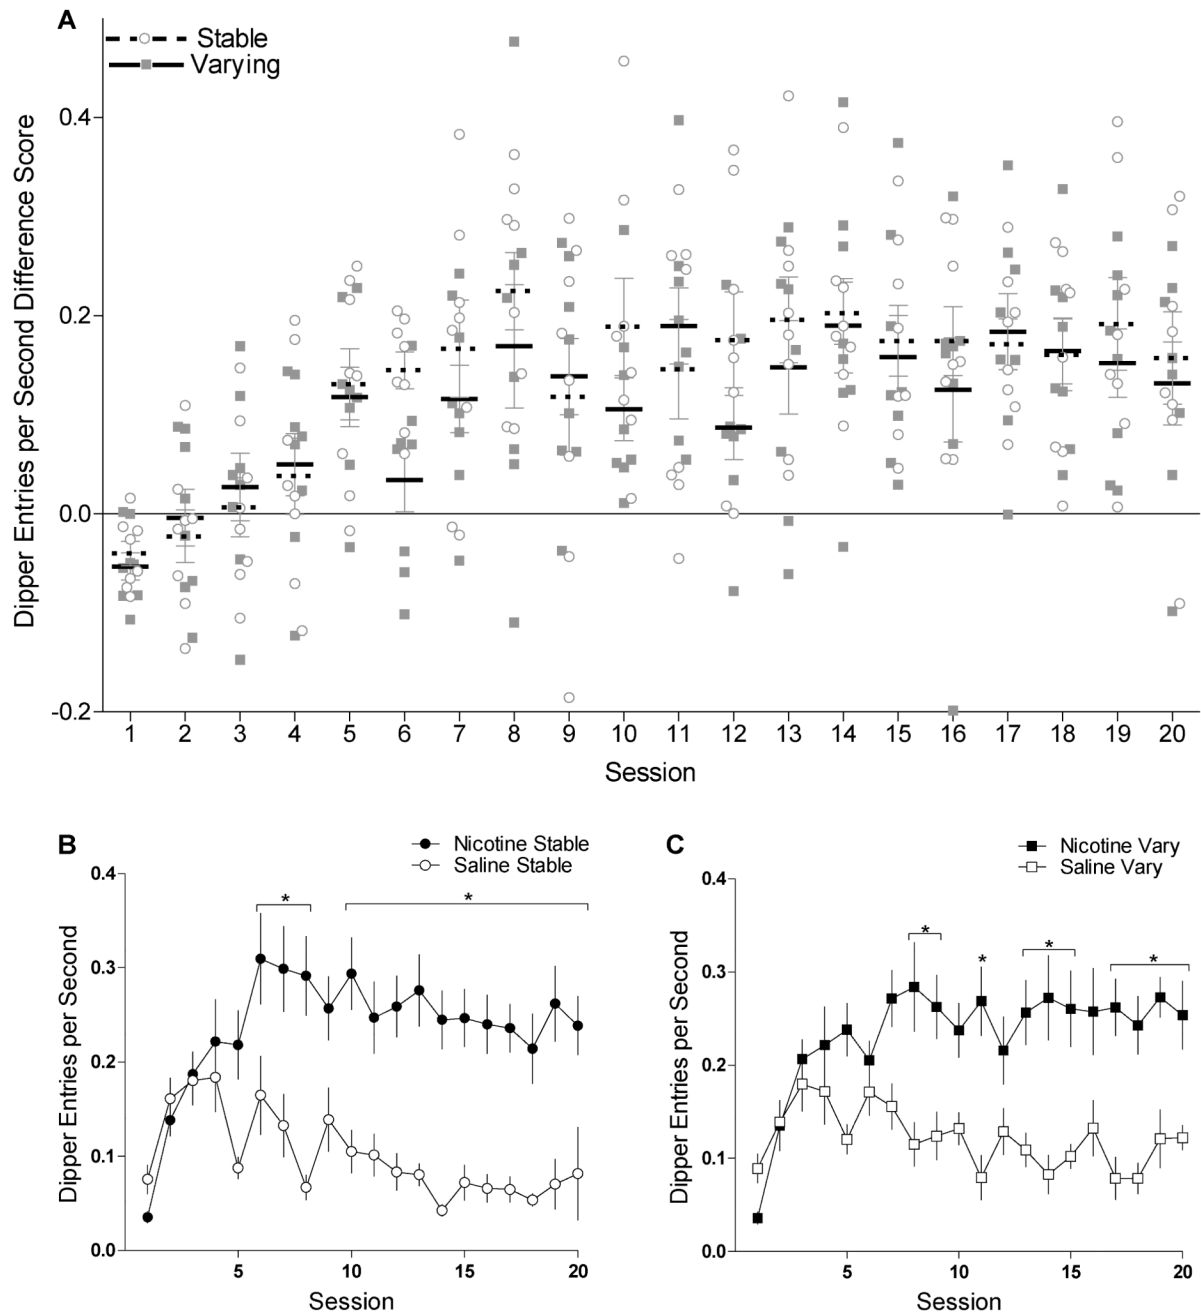 A
Stable
Varying
Dipper Entries per Second Difference Score
0.4
0.2
0.0
-0.2
1 2 3 4 5 6 7 8 9 10 11 12 13 14 15 16 17 18 19 20
Session
B
Nicotine Stable
Saline Stable
Dipper Entries per Second
0.4
0.3
0.2
0.1
0.0
* *
5 10 15 20
Session
C
Nicotine Vary
Saline Vary
Dipper Entries per Second
0.4
0.3
0.2
0.1
0.0
* * * *
5 10 15 20
Session